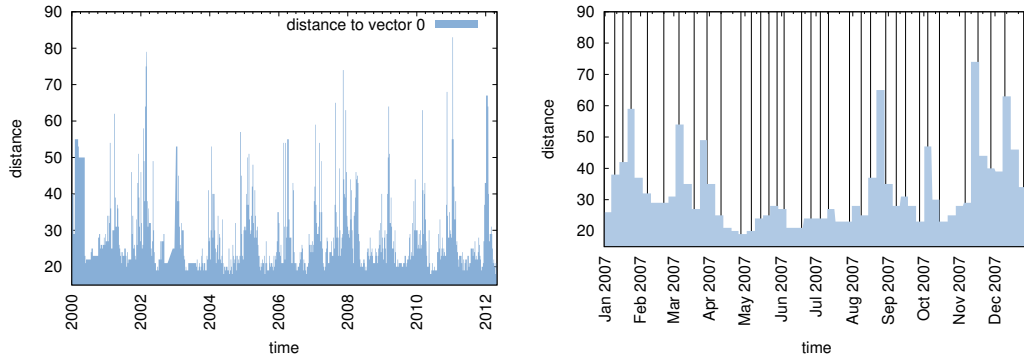 90
80
70
60
50
40
30
20
distance
distance to vector 0
2000
2002
2004
2006
2008
2010
2012
time
90
80
70
60
50
40
30
20
distance
Jan 2007
Feb 2007
Mar 2007
Apr 2007
May 2007
Jun 2007
Jul 2007
Aug 2007
Sep 2007
Oct 2007
Nov 2007
Dec 2007
time